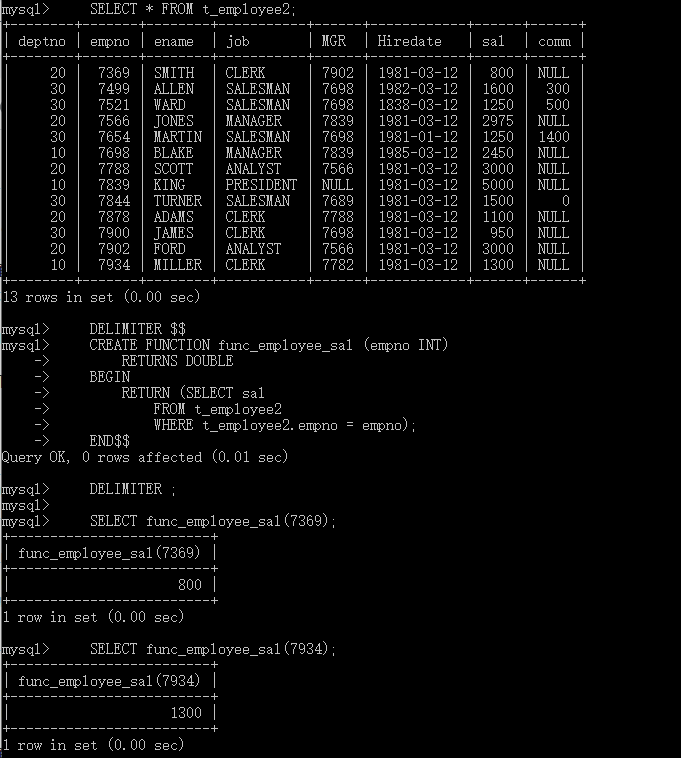 mysql>     SELECT * FROM t_employee2;
+--------+-------+--------+-----------+------+------------+------+------+
| deptno | empno | ename  | job       | MGR  | Hiredate   | sal  | comm |
+--------+-------+--------+-----------+------+------------+------+------+
|     20 |  7369 | SMITH  | CLERK     | 7902 | 1981-03-12 |  800 | NULL |
|     30 |  7499 | ALLEN  | SALESMAN  | 7698 | 1982-03-12 | 1600 |  300 |
|     30 |  7521 | WARD   | SALESMAN  | 7698 | 1838-03-12 | 1250 |  500 |
|     20 |  7566 | JONES  | MANAGER   | 7839 | 1981-03-12 | 2975 | NULL |
|     30 |  7654 | MARTIN | SALESMAN  | 7698 | 1981-01-12 | 1250 | 1400 |
|     10 |  7698 | BLAKE  | MANAGER   | 7839 | 1985-03-12 | 2450 | NULL |
|     20 |  7788 | SCOTT  | ANALYST   | 7566 | 1981-03-12 | 3000 | NULL |
|     10 |  7839 | KING   | PRESIDENT | NULL | 1981-03-12 | 5000 | NULL |
|     30 |  7844 | TURNER | SALESMAN  | 7689 | 1981-03-12 | 1500 |    0 |
|     20 |  7878 | ADAMS  | CLERK     | 7788 | 1981-03-12 | 1100 | NULL |
|     30 |  7900 | JAMES  | CLERK     | 7698 | 1981-03-12 |  950 | NULL |
|     20 |  7902 | FORD   | ANALYST   | 7566 | 1981-03-12 | 3000 | NULL |
|     10 |  7934 | MILLER | CLERK     | 7782 | 1981-03-12 | 1300 | NULL |
+--------+-------+--------+-----------+------+------------+------+------+
13 rows in set (0.00 sec)
mysql>     DELIMITER $$
mysql>     CREATE FUNCTION func_employee_sal (empno INT)
    ->         RETURNS DOUBLE
    ->     BEGIN
    ->         RETURN (SELECT sal
    ->             FROM t_employee2
    ->             WHERE t_employee2.empno = empno);
    ->     END$$
Query OK, 0 rows affected (0.01 sec)
mysql>     DELIMITER ;
mysql>
mysql>     SELECT func_employee_sal(7369);
+-------------------------+
| func_employee_sal(7369) |
+-------------------------+
|                     800 |
+-------------------------+
1 row in set (0.00 sec)
mysql>     SELECT func_employee_sal(7934);
+-------------------------+
| func_employee_sal(7934) |
+-------------------------+
|                    1300 |
+-------------------------+
1 row in set (0.00 sec)